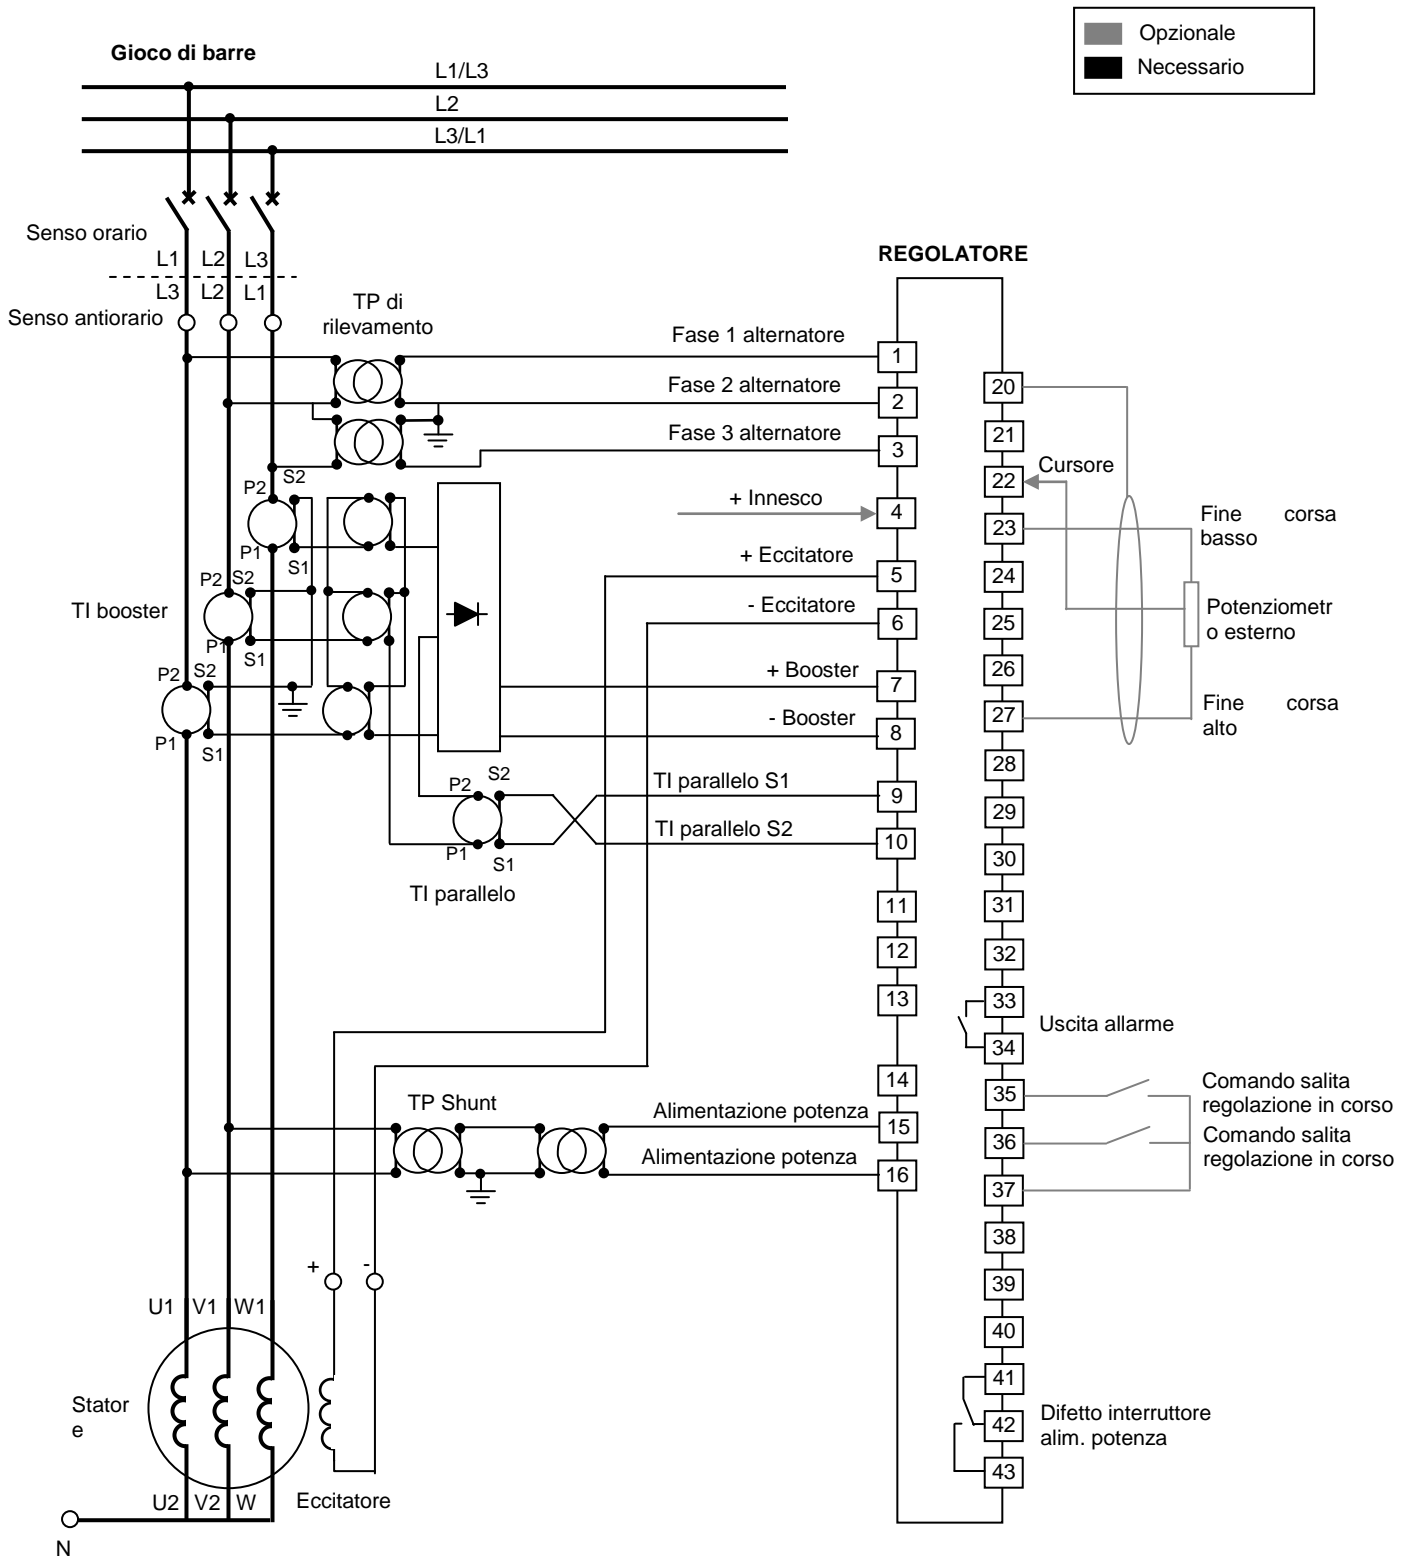 Opzionale
Necessario
Gioco di barre
L1/L3
L2
L3/L1
Senso orario
L1 L2 L3
L3 L2 L1
Senso antiorario
TP di
rilevamento
REGOLATORE
Fase 1 alternatore
1
Fase 2 alternatore
2
Fase 3 alternatore
3
+ Innesco
4
+ Eccitatore
5
- Eccitatore
6
+ Booster
7
- Booster
8
TI parallelo S1
9
TI parallelo S2
10
11
12
13
14
Alimentazione potenza
15
Alimentazione potenza
16
P2 S2
P1 S1
P2 S2
TI booster
P1 S1
P2 S2
P1 S1
P2 S2
P1 S1
TI parallelo
TP Shunt
20
21
22
Cursore
23
Fine corsa
basso
24
25
Potenziometr
o esterno
26
27
Fine corsa
alto
28
29
30
31
32
33
Uscita allarme
34
35
Comando salita
regolazione in corso
36
Comando salita
regolazione in corso
37
38
39
40
41
42
Difetto interruttore
alim. potenza
43
+ -
U1 V1 W1
Stator
e
U2 V2 W
Eccitatore
N